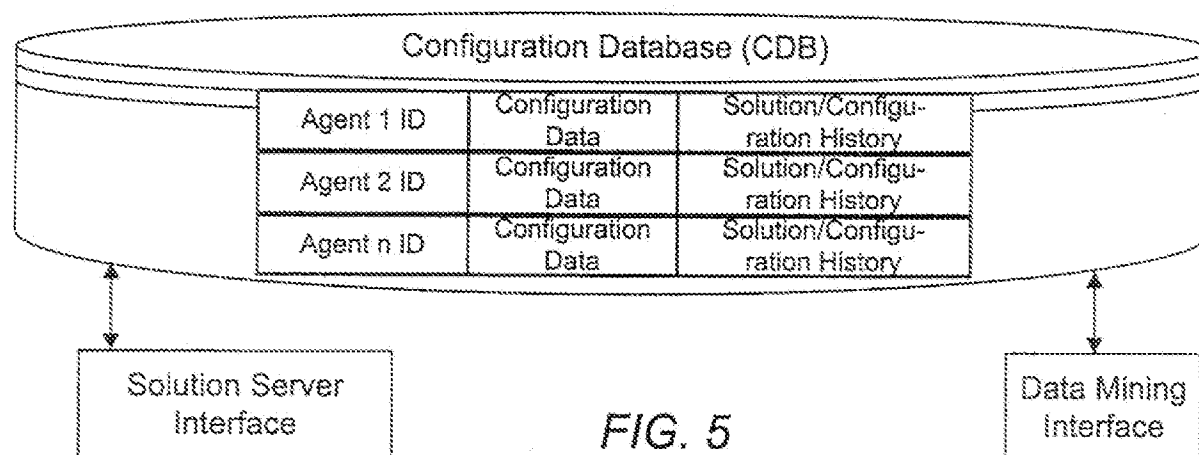 Configuration Database (CDB)
Agent 1 ID
Configuration
Data
Solution/Configu-
ration History
Agent 2 ID
Configuration
Data
Solution/Configu-
ration History
Agent n ID
Configuration
Data
Solution/Configu-
ration History
Solution Server
Interface
FIG. 5
Data Mining
Interface